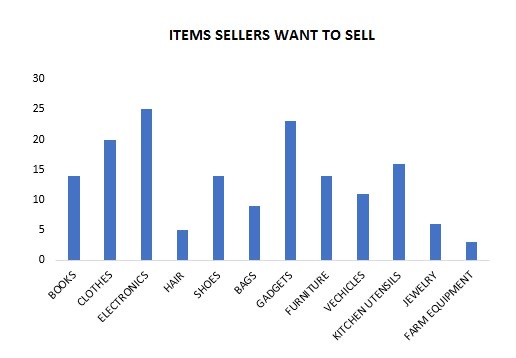 ITEMS SELLERS WANT TO SELL
30
25
20
15
10
5
0
BOOKS
CLOTHES
ELECTRONICS
HAIR
SHOES
BAGS
GADGETS
FURNITURE
VECHICLES
KITCHEN UTENSILS
JEWELRY
FARM EQUIPMENT